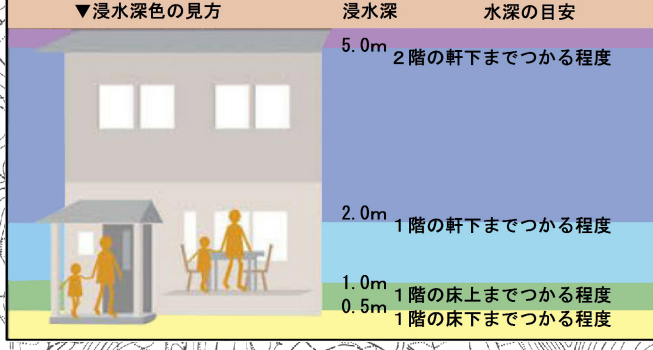 ▼浸水深色の見方 浸水深 水深の目安
5.0m 2階の軒下までつかる程度
2.0m 1階の軒下までつかる程度
1.0m 1階の床上までつかる程度
0.5m 1階の床下までつかる程度